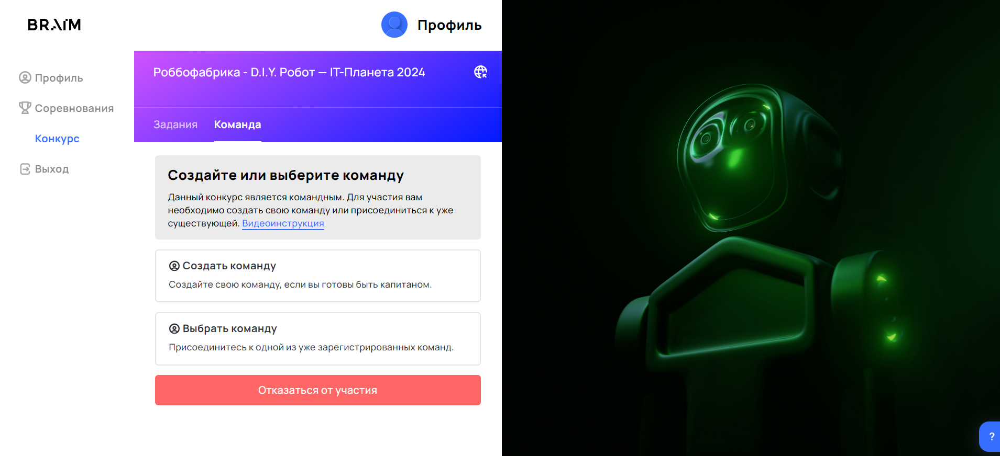 BRAIM
Профиль
Профиль
Соревнования
Конкурс
Выход
Роббофабрика - D.I.Y. Робот — IT-Планета 2024
Задания
Команда
Создайте или выберите команду
Данный конкурс является командным. Для участия вам
необходимо создать свою команду или присоединиться к уже
существующей. Видеоинструкция
Создать команду
Создайте свою команду, если вы готовы быть капитаном.
Выбрать команду
Присоединитесь к одной из уже зарегистрированных команд.
Отказаться от участия
?